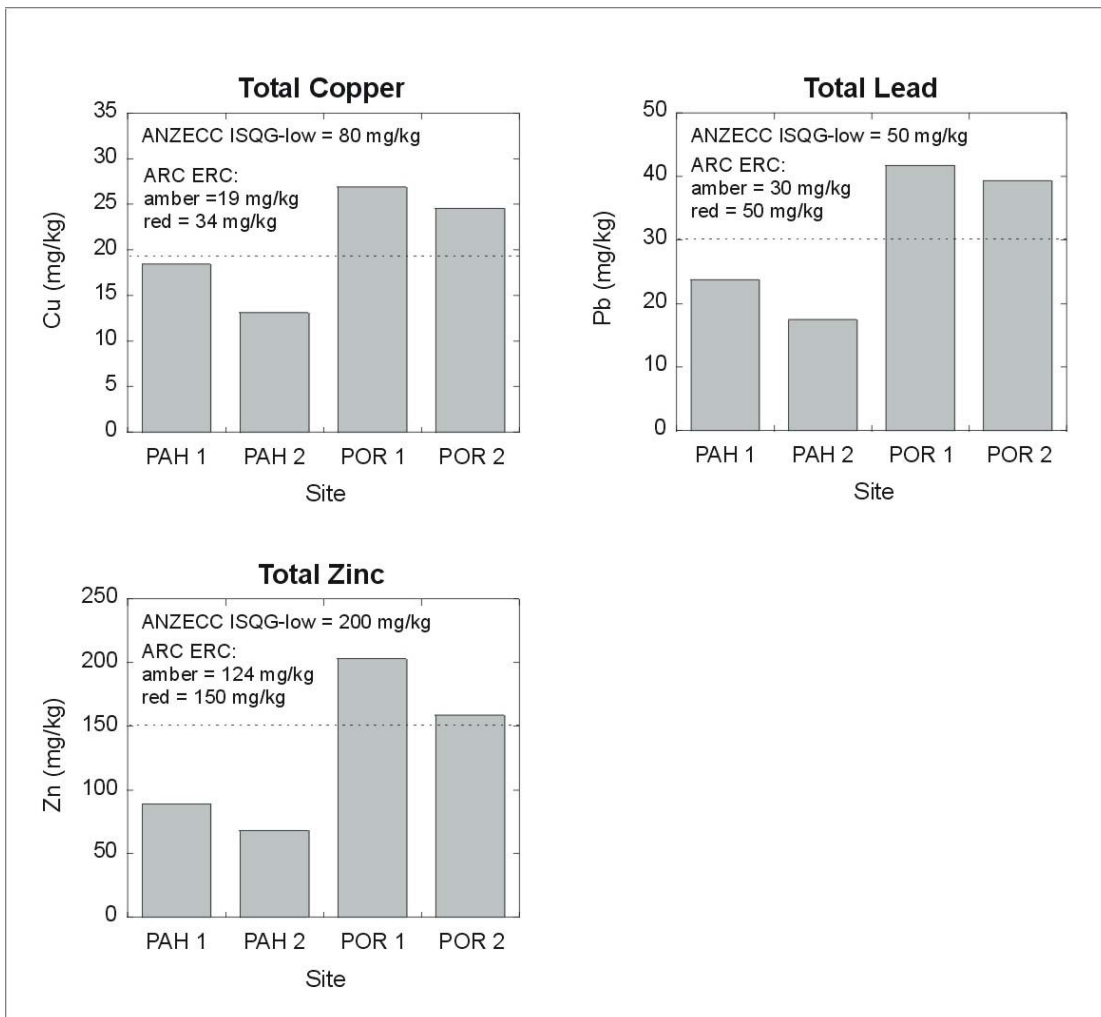 Total Copper
35
30
25
20
15
10
5
0
Cu (mg/kg)
ANZECC ISQG-low = 80 mg/kg
ARC ERC:
amber =19 mg/kg
red = 34 mg/kg
PAH 1 PAH 2 POR 1 POR 2
Site
Total Lead
50
40
30
20
10
0
Pb (mg/kg)
ANZECC ISQG-low = 50 mg/kg
ARC ERC:
amber = 30 mg/kg
red = 50 mg/kg
PAH 1 PAH 2 POR 1 POR 2
Site
Total Zinc
250
200
150
100
50
0
Zn (mg/kg)
ANZECC ISQG-low = 200 mg/kg
ARC ERC:
amber = 124 mg/kg
red = 150 mg/kg
PAH 1 PAH 2 POR 1 POR 2
Site